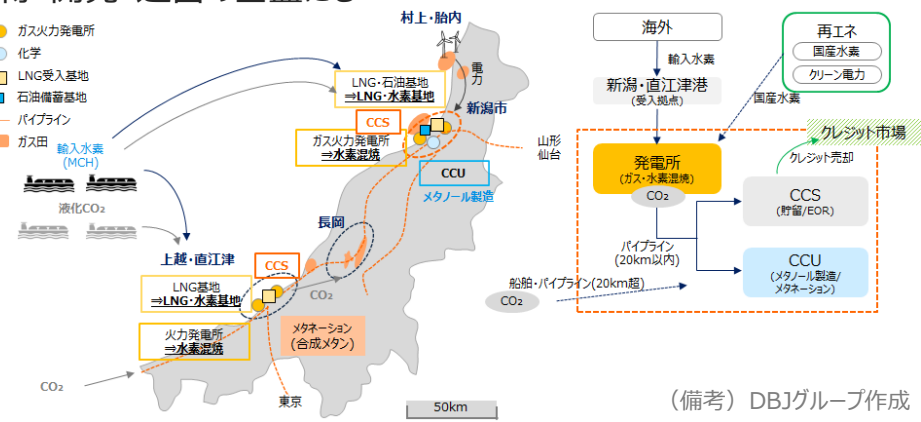 ガス火力発電所
化学
LNG受入基地
石油備蓄基地
パイプライン
ガス田
輸入水素
(MCH)
液化CO₂
村上・胎内
電力
LNG・石油基地
⇒LNG・水素基地
新潟市
CCS
ガス火力発電所
⇒水素混焼
山形
仙台
CCU
メタノール製造
長岡
上越・直江津
CCS
LNG基地
⇒LNG・水素基地
CO₂
火力発電所
⇒水素混焼
メタネーション
(合成メタン)
CO₂
東京
50km
海外
輸入水素
新潟・直江津港
(受入拠点)
再エネ
国産水素
クリーン電力
国産水素
クレジット市場
クレジット売却
発電所
(ガス・水素混焼)
CO₂
CCS
(貯留/EOR)
パイプライン
(20km以内)
CCU
(メタノール製造/
メタネーション)
船舶・パイプライン(20km超)
CO₂
（備考）DBJグループ作成